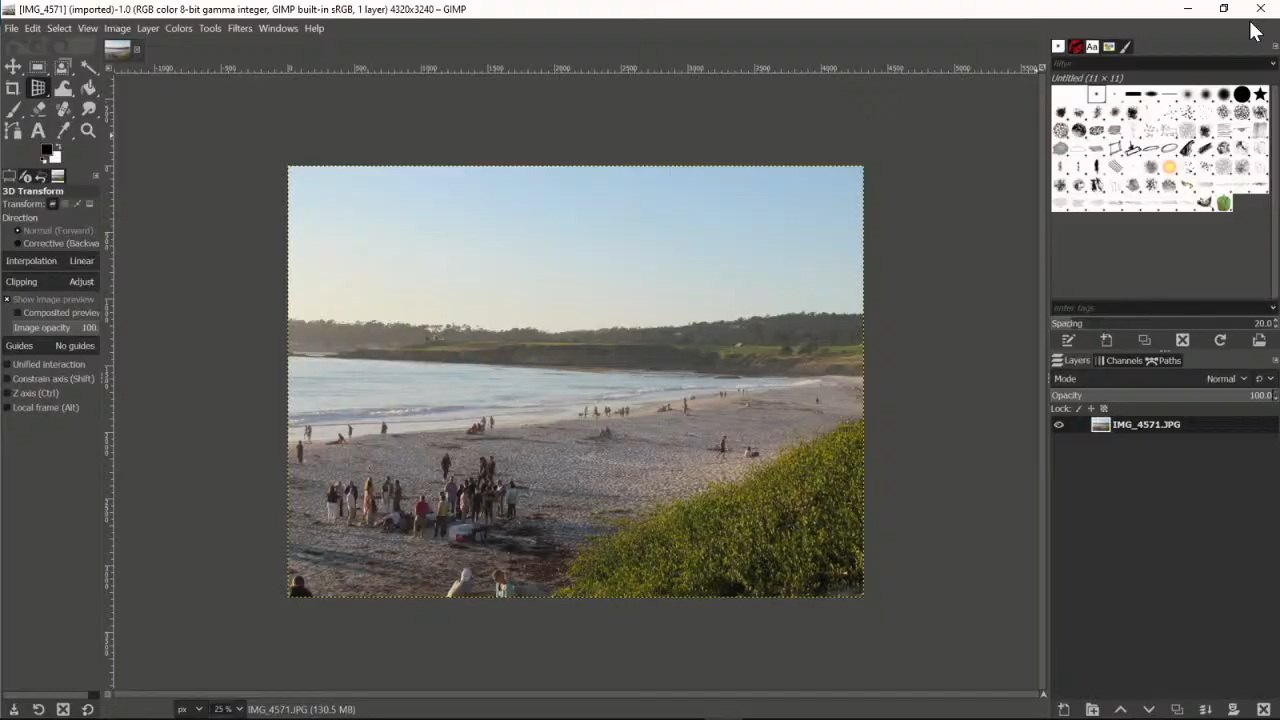 [IMG_4571] (imported)-1.0 (RGB color 8-bit gamma integer, GIMP built-in sRGB, 1 layer) 4320x3240 – GIMP
File Edit Select View Image Layer Colors Tools Filters Windows Help
filter
Untitled (11 × 11)
3D Transform
Transform:
Direction
Normal (Forward)
Corrective (Backwa
Interpolation Linear
Clipping Adjust
Show image preview
Composited preview
Image opacity 100.
Guides No guides
Unified interaction
Constrain axis (Shift)
Z axis (Ctrl)
Local frame (Alt)
enter tags
Spacing 20.0
Layers Channels Paths
Mode Normal
Opacity 100.0
Lock:
IMG_4571.JPG
px 25 % IMG_4571.JPG (130.5 MB)